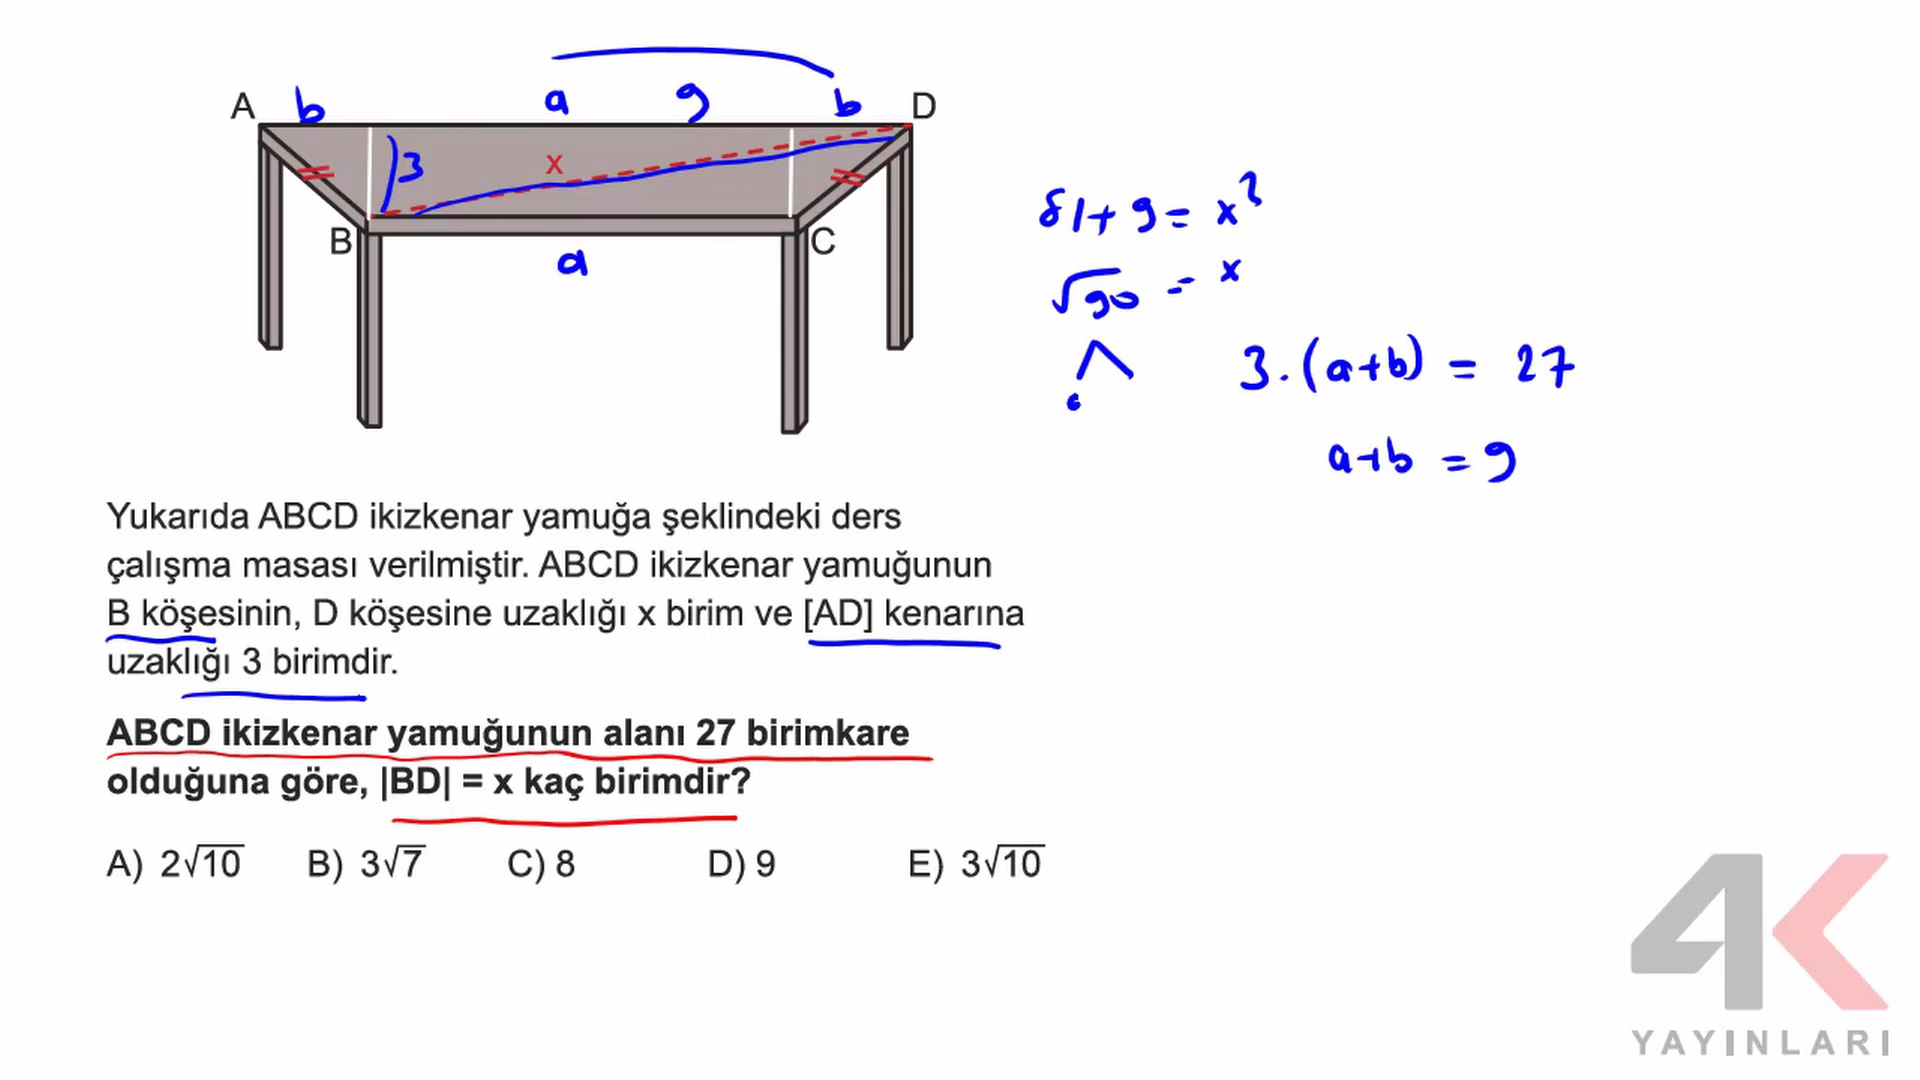 b a 9 b
A D
3 x
B C
a
81+9=x²
√90 = x
3.(a+b) = 27
a+b = 9
Yukarıda ABCD ikizkenar yamuğa şeklindeki ders
çalışma masası verilmiştir. ABCD ikizkenar yamuğunun
B köşesinin, D köşesine uzaklığı x birim ve [AD] kenarına
uzaklığı 3 birimdir.
ABCD ikizkenar yamuğunun alanı 27 birimkare
olduğuna göre, |BD| = x kaç birimdir?
A) 2√10 B) 3√7 C) 8 D) 9 E) 3√10
4K
YAYINLARI